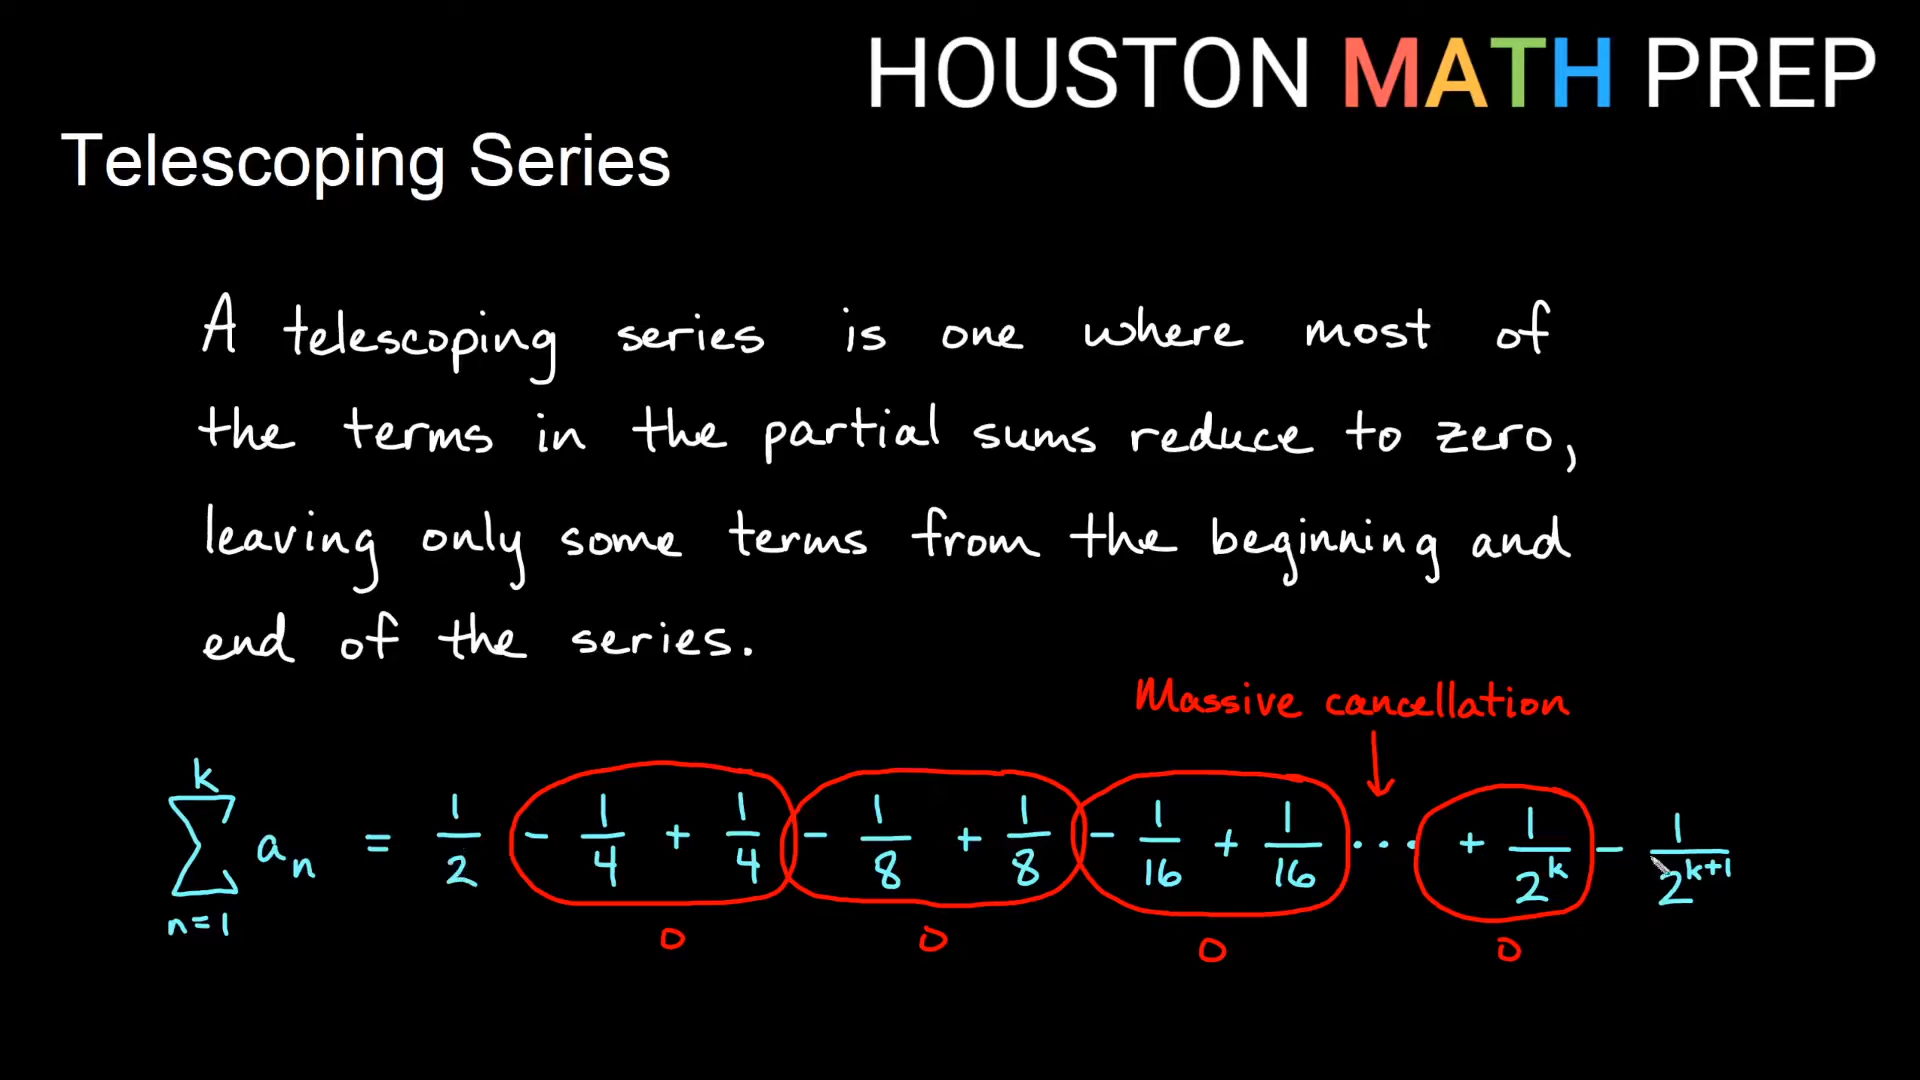 HOUSTON MATH PREP
Telescoping Series
A telescoping series is one where most of
the terms in the partial sums reduce to zero,
leaving only some terms from the beginning and
end of the series.
Massive cancellation
∑_{n=1}^{k} a_n = 1/2 - 1/4 + 1/4 - 1/8 + 1/8 - 1/16 + 1/16 ··· + 1/2^k - 1/2^{k+1}
0 0 0 0